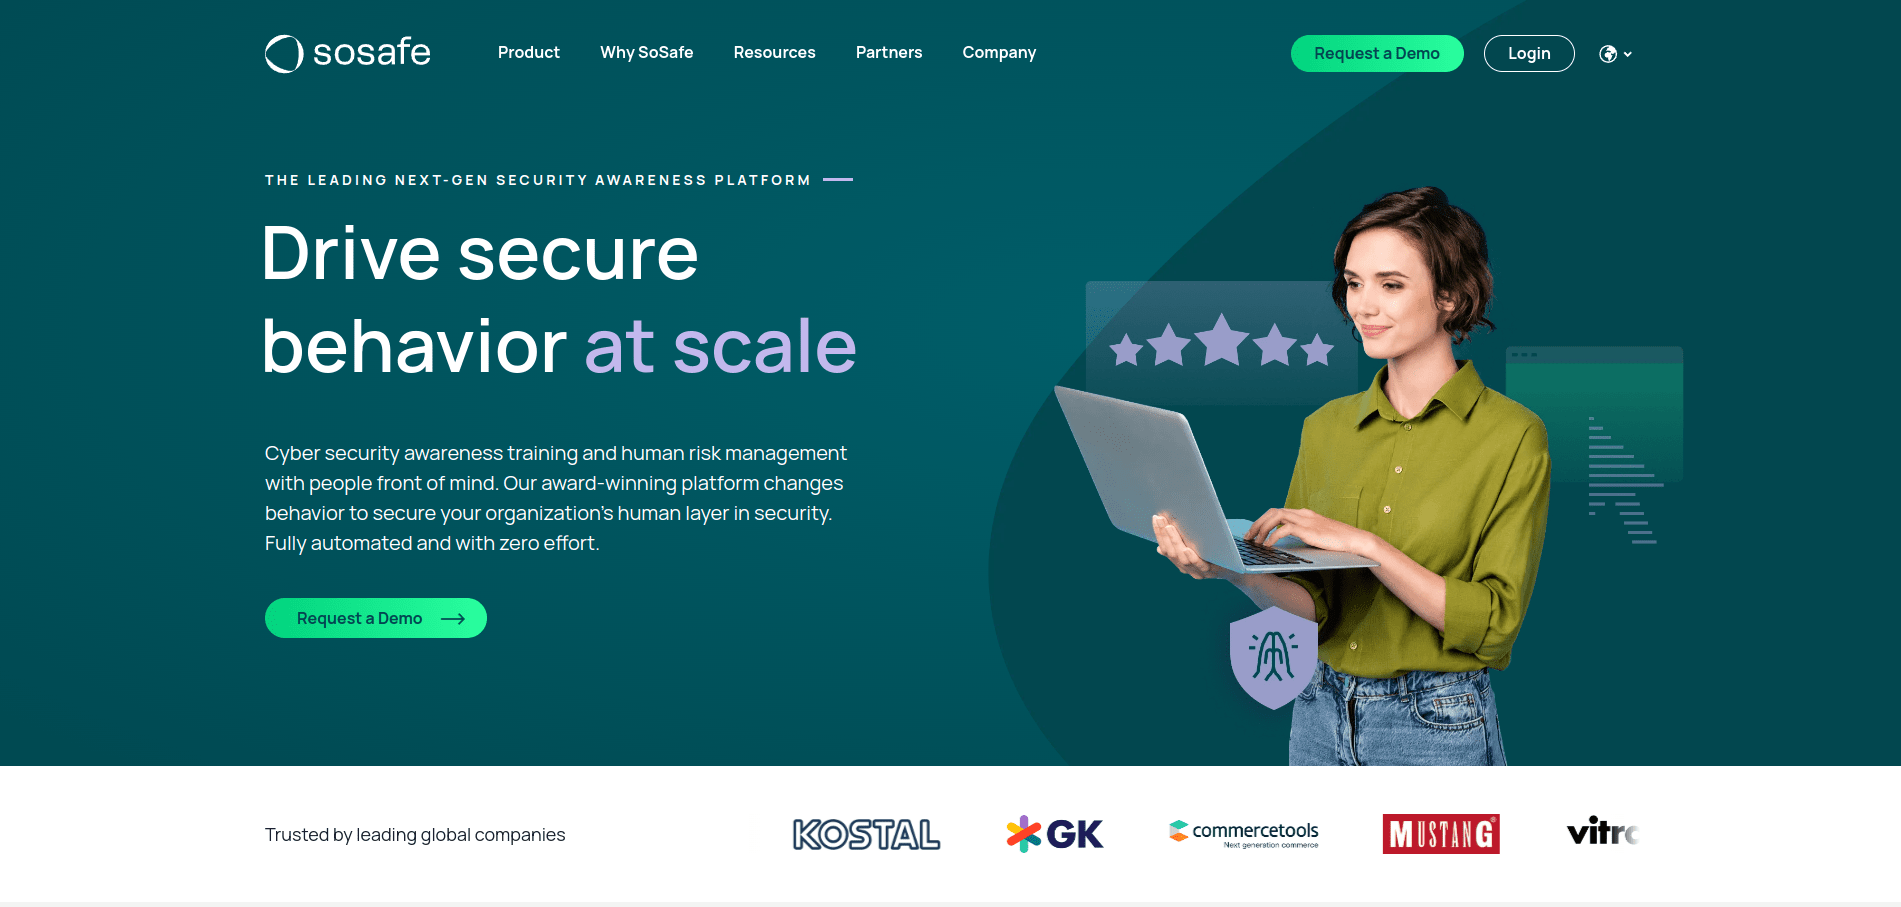 sosafe
Product
Why SoSafe
Resources
Partners
Company
Request a Demo
Login
THE LEADING NEXT-GEN SECURITY AWARENESS PLATFORM
Drive secure
behavior at scale
Cyber security awareness training and human risk management
with people front of mind. Our award-winning platform changes
behavior to secure your organization's human layer in security.
Fully automated and with zero effort.
Request a Demo
Trusted by leading global companies
KOSTAL
GK
commercetools
Next generation commerce
MUSTANG®